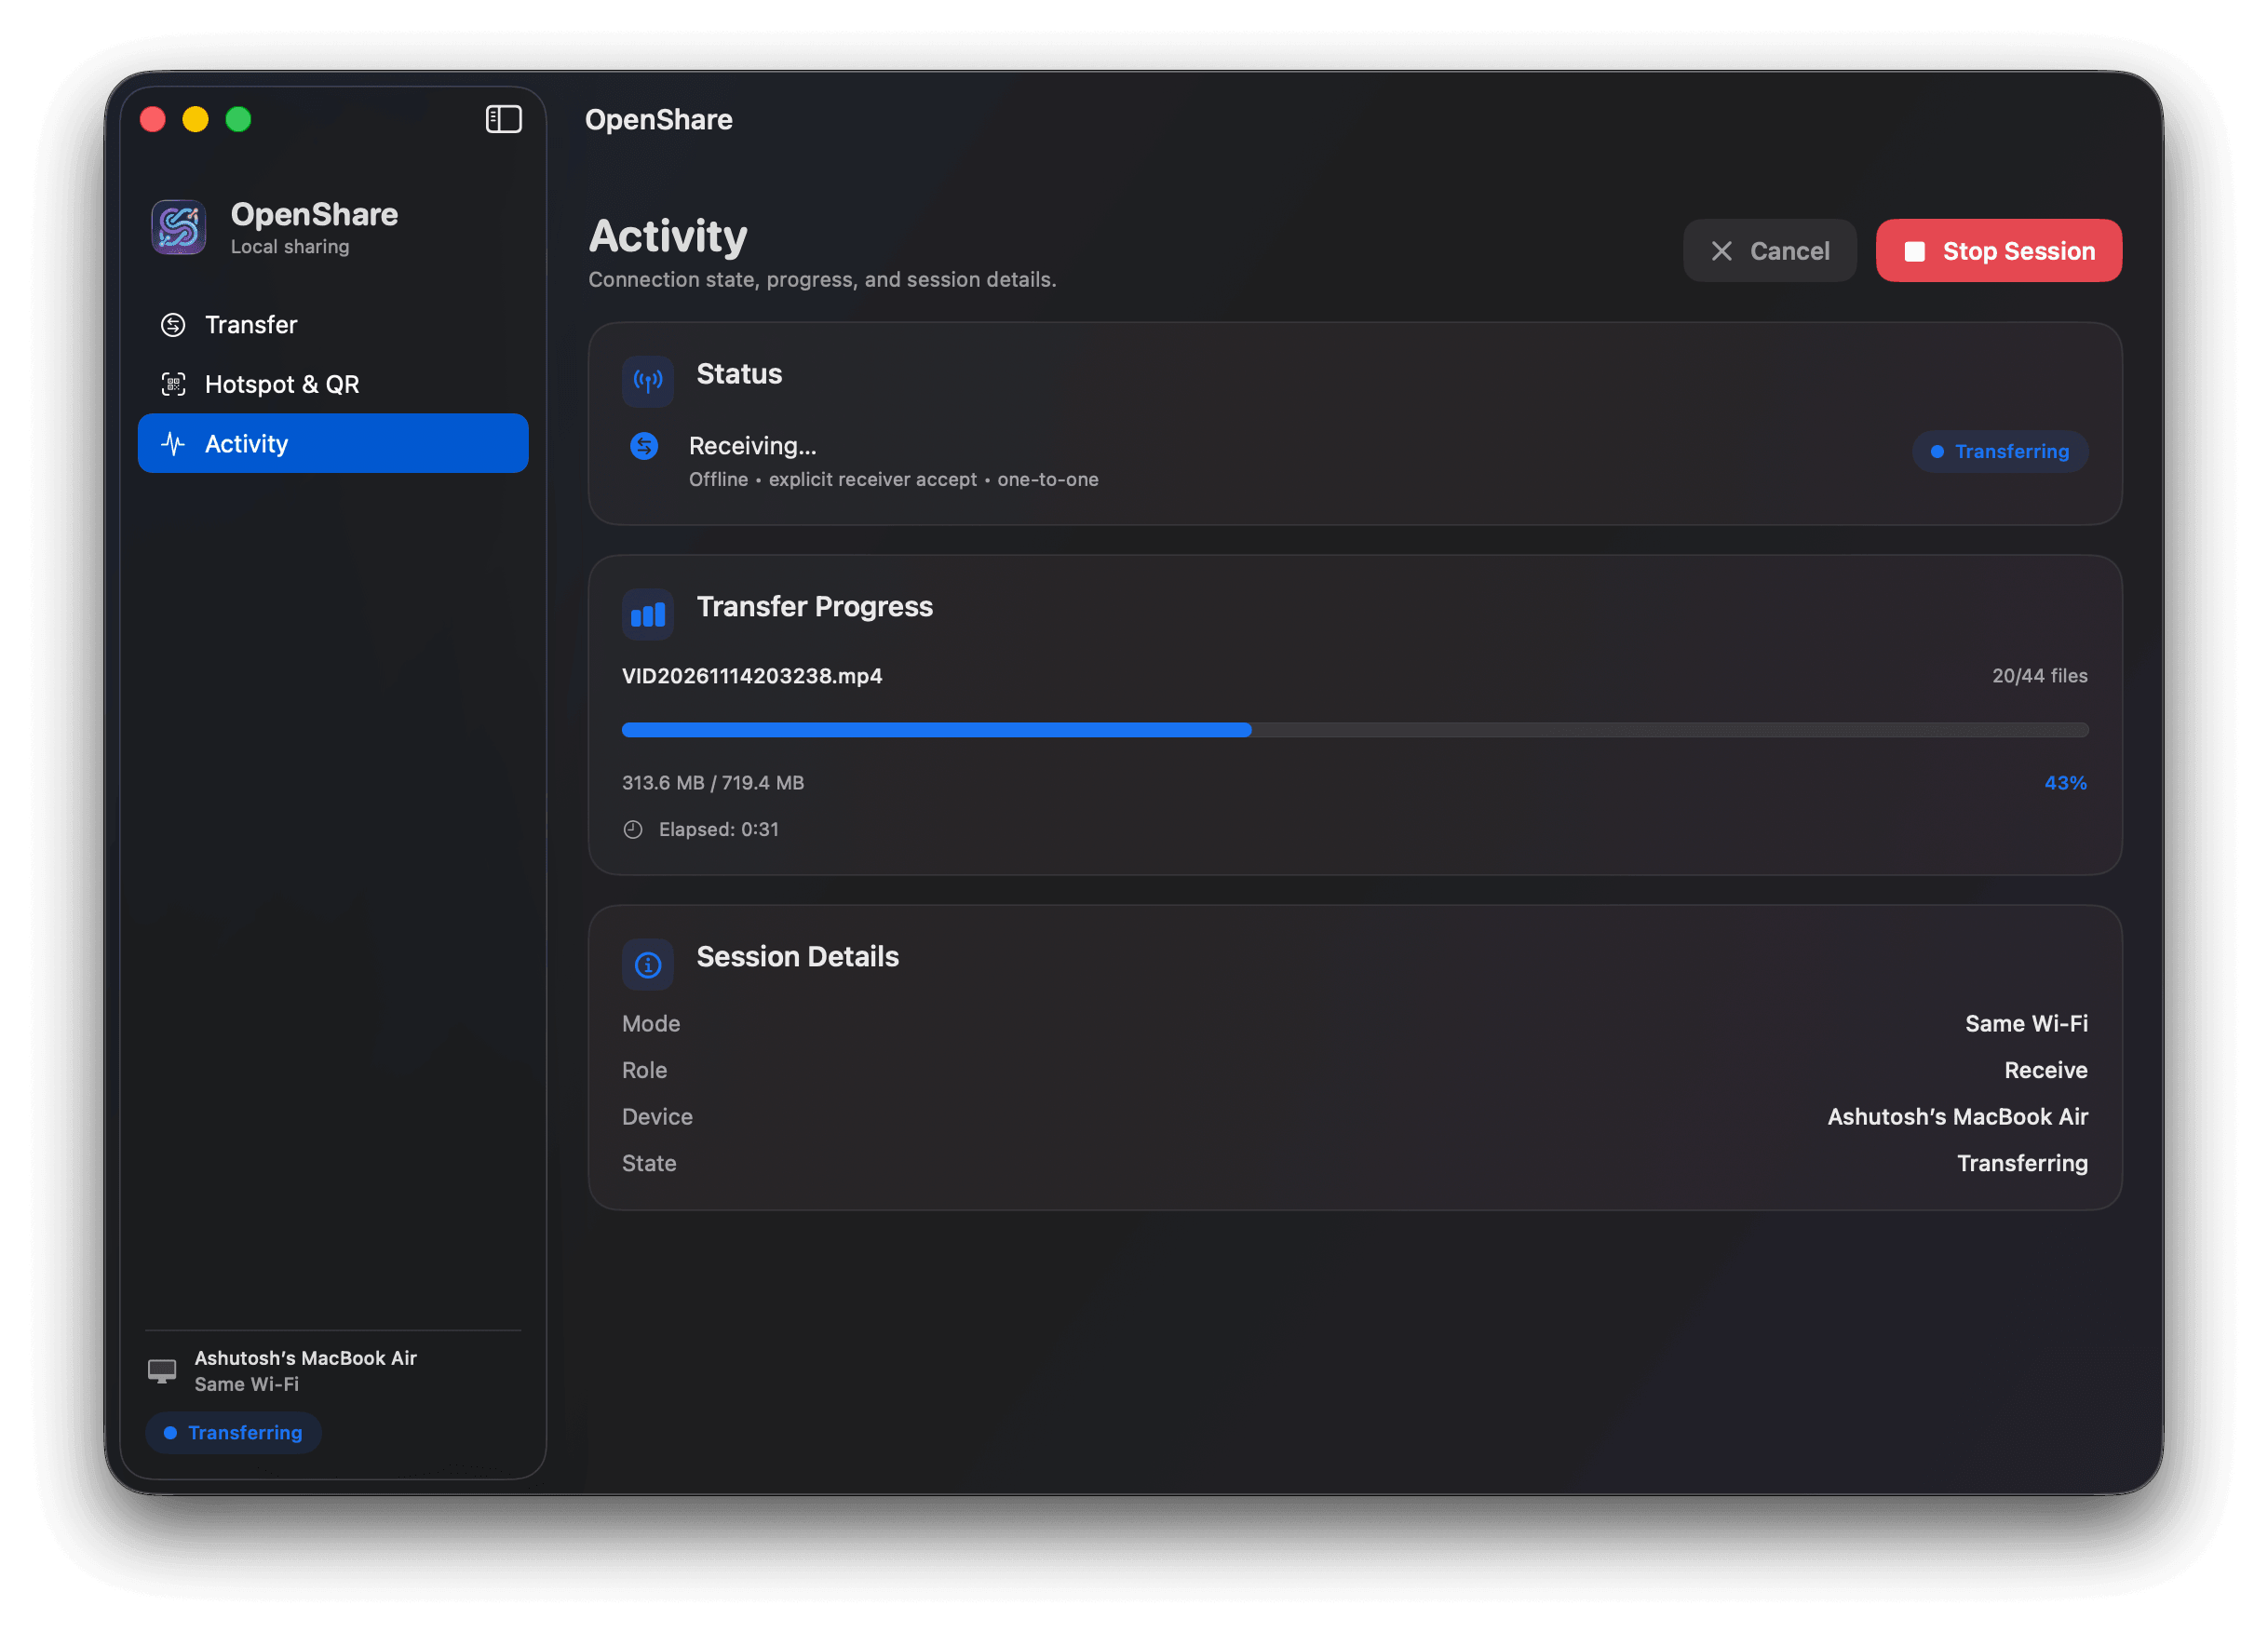 OpenShare
OpenShare
Local sharing
Transfer
Hotspot & QR
Activity
Ashutosh’s MacBook Air
Same Wi-Fi
Transferring
Activity
Connection state, progress, and session details.
Cancel
Stop Session
Status
Receiving...
Offline • explicit receiver accept • one-to-one
Transferring
Transfer Progress
VID20261114203238.mp4
20/44 files
313.6 MB / 719.4 MB
43%
Elapsed: 0:31
Session Details
Mode
Same Wi-Fi
Role
Receive
Device
Ashutosh’s MacBook Air
State
Transferring